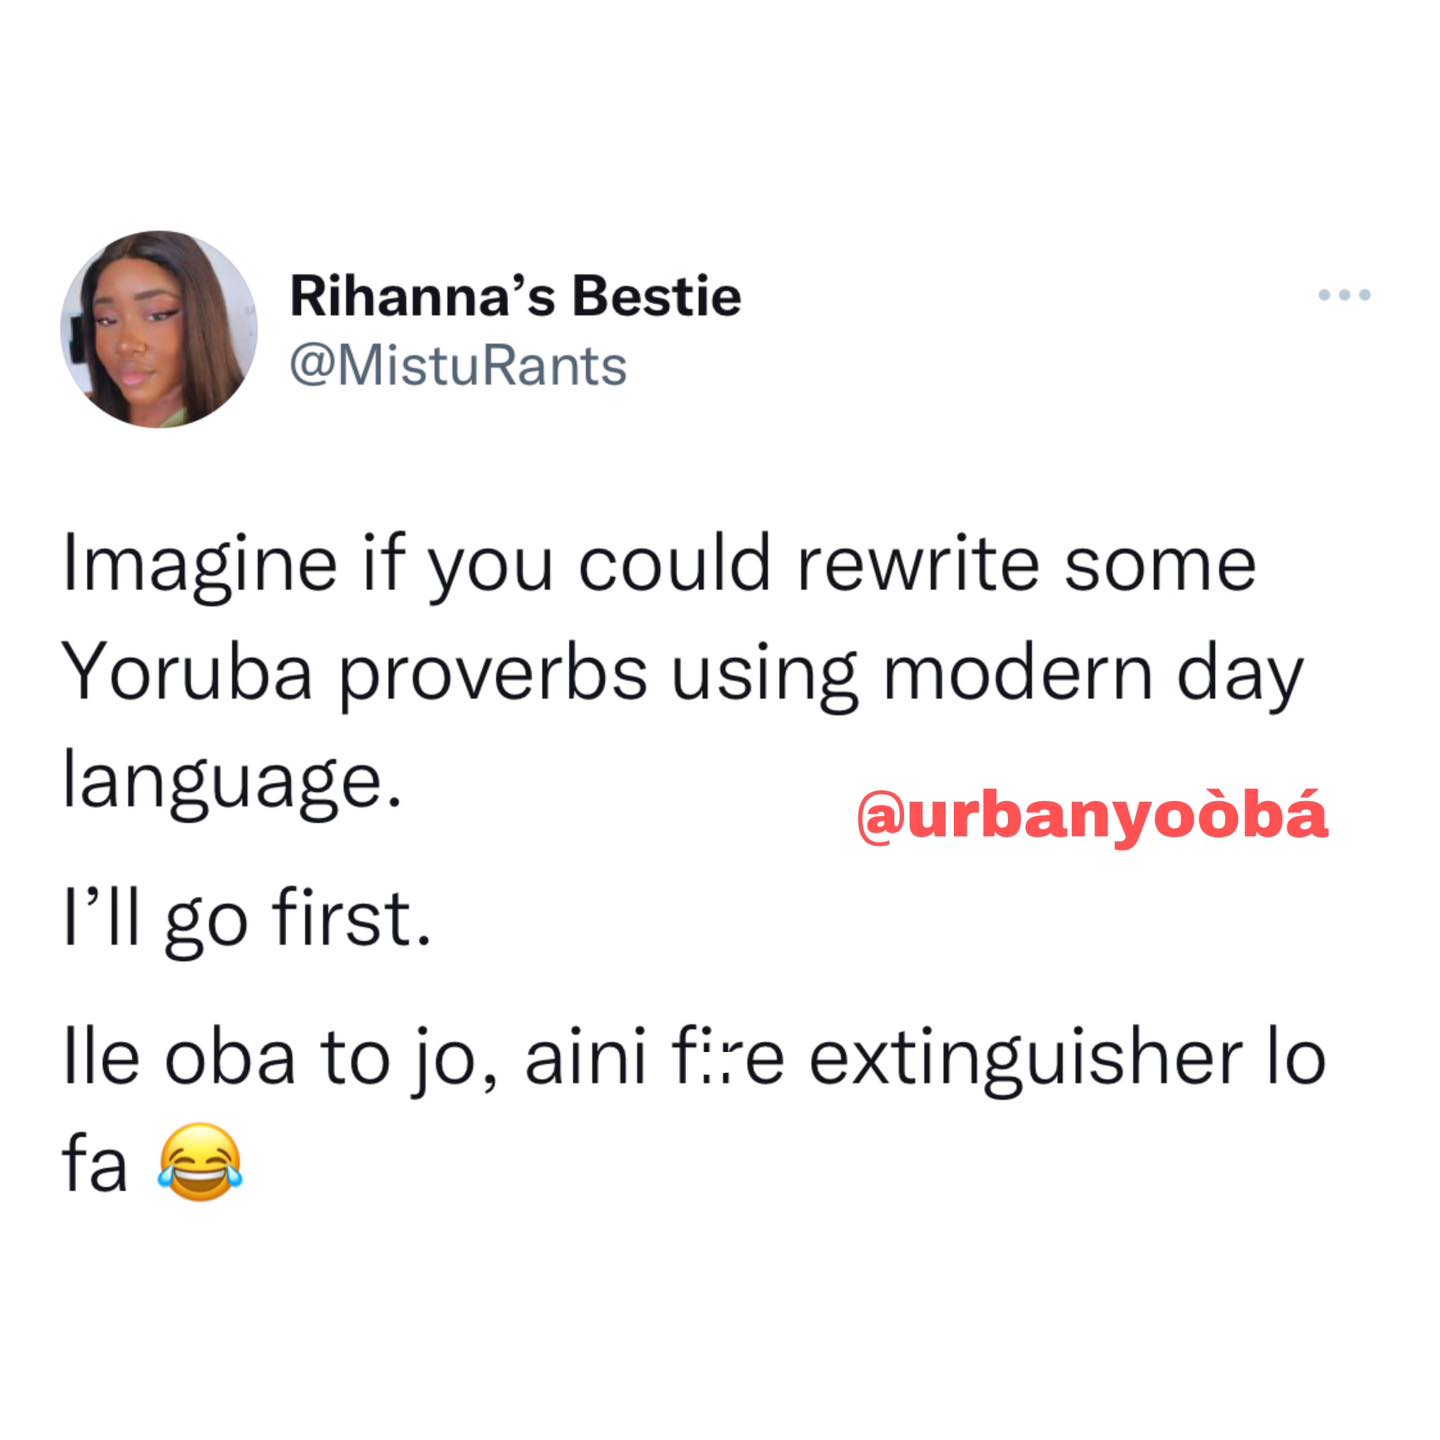 Rihanna’s Bestie
@MistuRants
Imagine if you could rewrite some
Yoruba proverbs using modern day
language.
@urbanyoòbá
I’ll go first.
Ile oba to jo, aini fire extinguisher lo
fa 😂